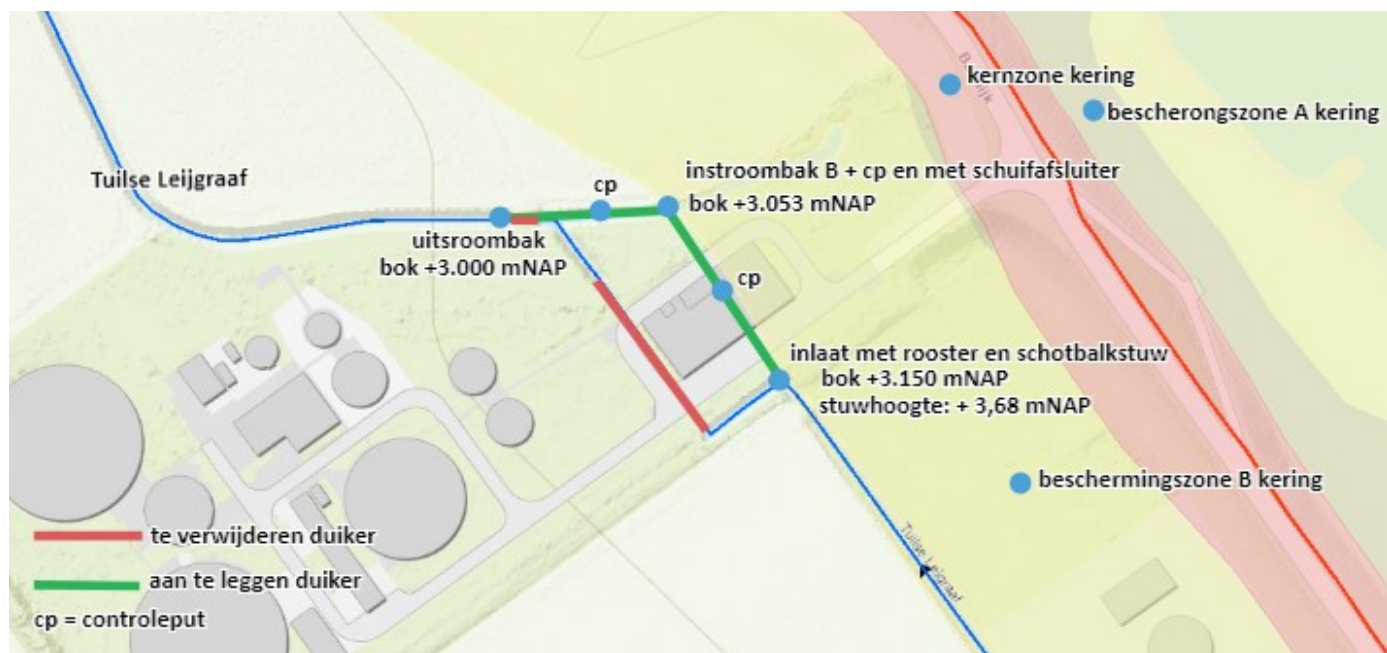 kernzone kering
bescherongszone A kering
Tuilse Leijgraaf
cp
instroombak B + cp en met schuifafsluiter
bok +3.053 mNAP
uitsroombak
bok +3.000 mNAP
cp
inlaat met rooster en schotbalkstuw
bok +3.150 mNAP
stuwhoogte: + 3,68 mNAP
beschermingszone B kering
Tuilse Leigraaf
te verwijderen duiker
aan te leggen duiker
cp = controleput